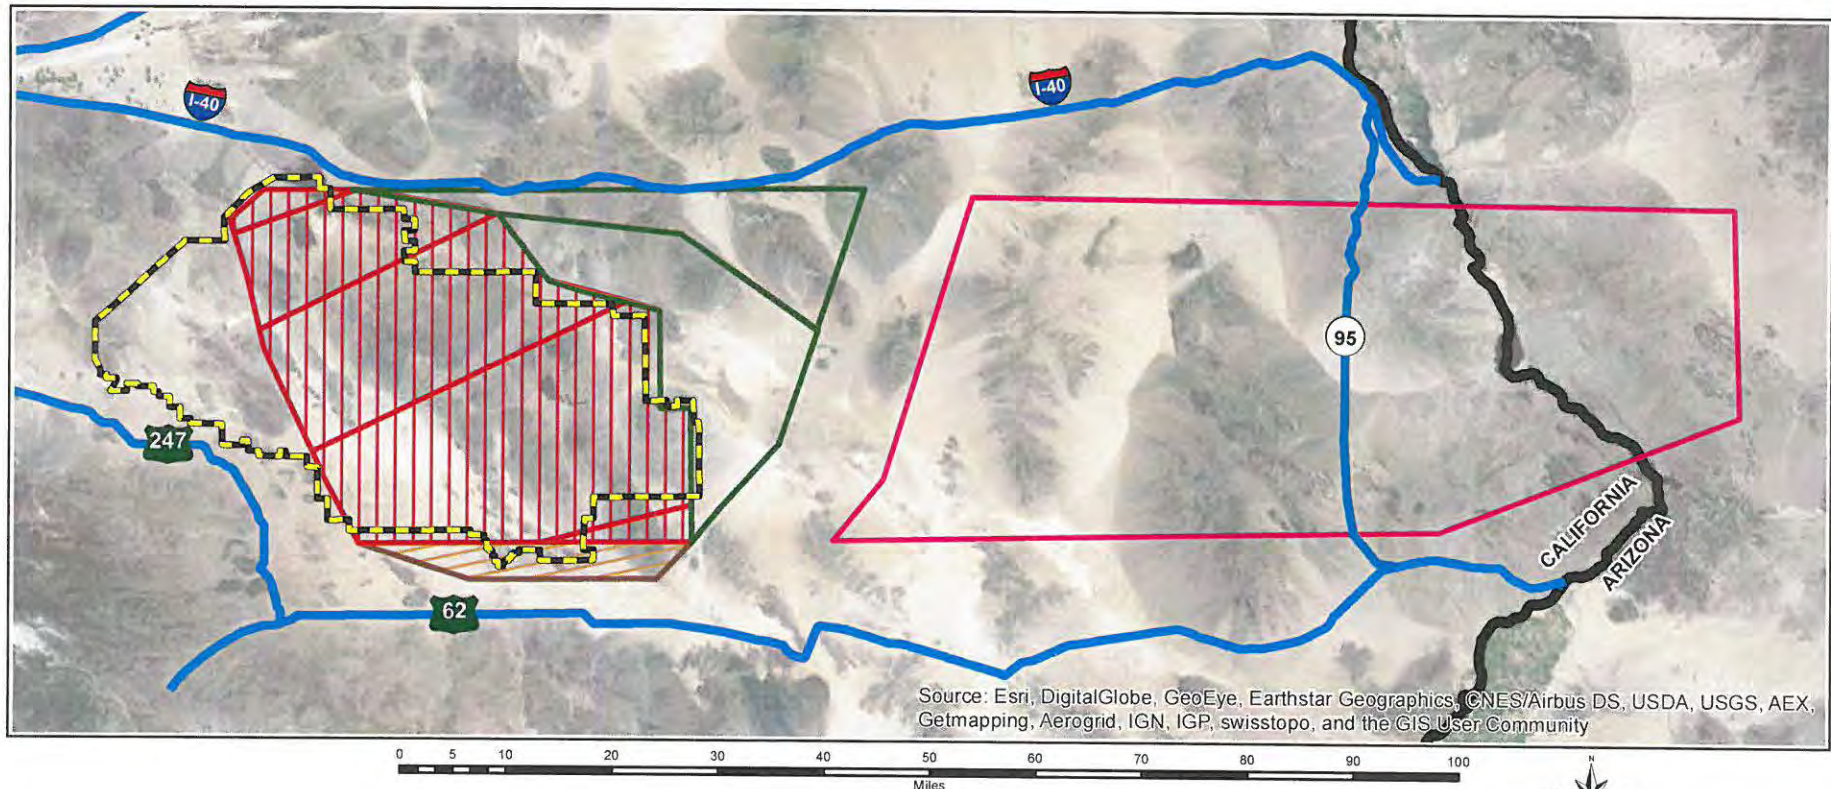 I-40
I-40
95
247
62
CALIFORNIA
ARIZONA
Source: Esri, DigitalGlobe, GeoEye, Earthstar Geographics, CNES/Airbus DS, USDA, USGS, AEX,
Getmapping, Aerogrid, IGN, IGP, swisstopo, and the GIS User Community
0 5 10 20 30 40 50 60 70 80 90 100
Miles
N